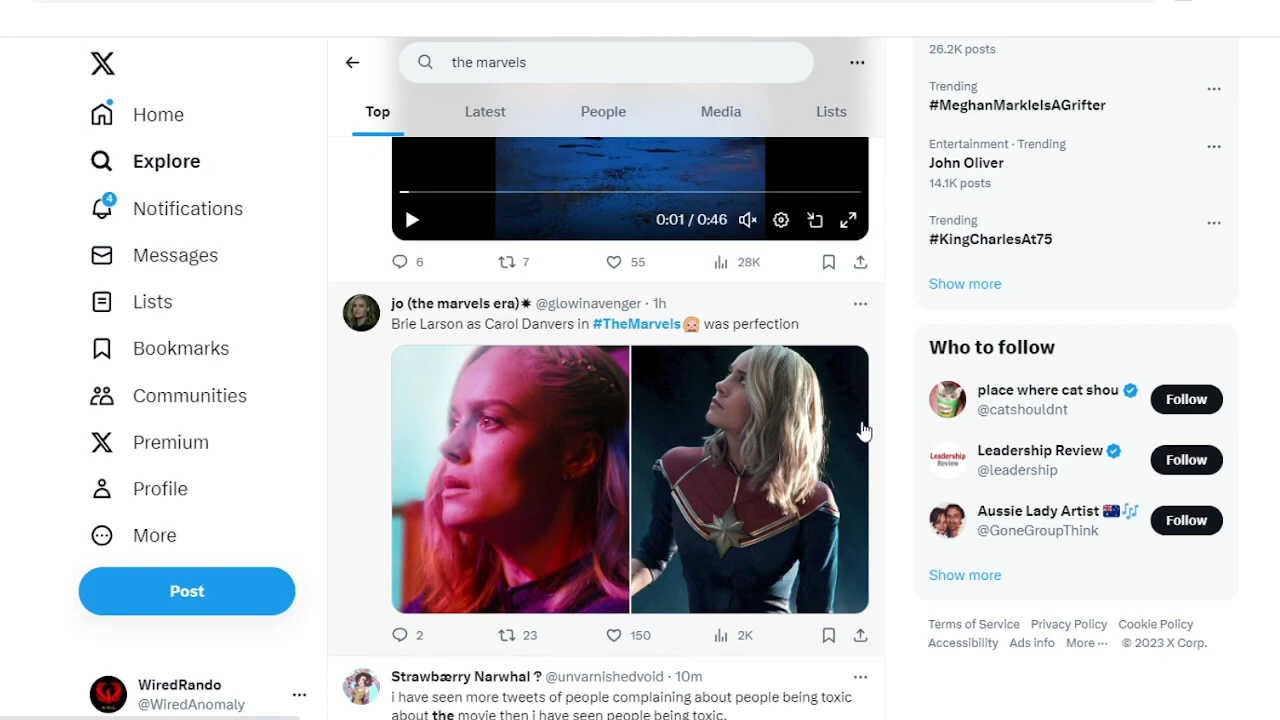 Home
Explore
4
Notifications
Messages
Lists
Bookmarks
Communities
Premium
Profile
More
Post
WiredRando
@WiredAnomaly
the marvels
Top Latest People Media Lists
0:01 / 0:46
6 7 55 28K
jo (the marvels era)✷ @glowinavenger · 1h
Brie Larson as Carol Danvers in #TheMarvels was perfection
2 23 150 2K
Strawbærry Narwhal ? @unvarnishedvoid · 10m
i have seen more tweets of people complaining about people being toxic
about the movie then i have seen people being toxic.
26.2K posts
Trending
#MeghanMarkleIsAGrifter
Entertainment · Trending
John Oliver
14.1K posts
Trending
#KingCharlesAt75
Show more
Who to follow
place where cat shou
@catshouldnt
Follow
Leadership Review
Leadership Review
@leadership
Follow
Aussie Lady Artist
@GoneGroupThink
Follow
Show more
Terms of Service Privacy Policy Cookie Policy
Accessibility Ads info More ··· © 2023 X Corp.